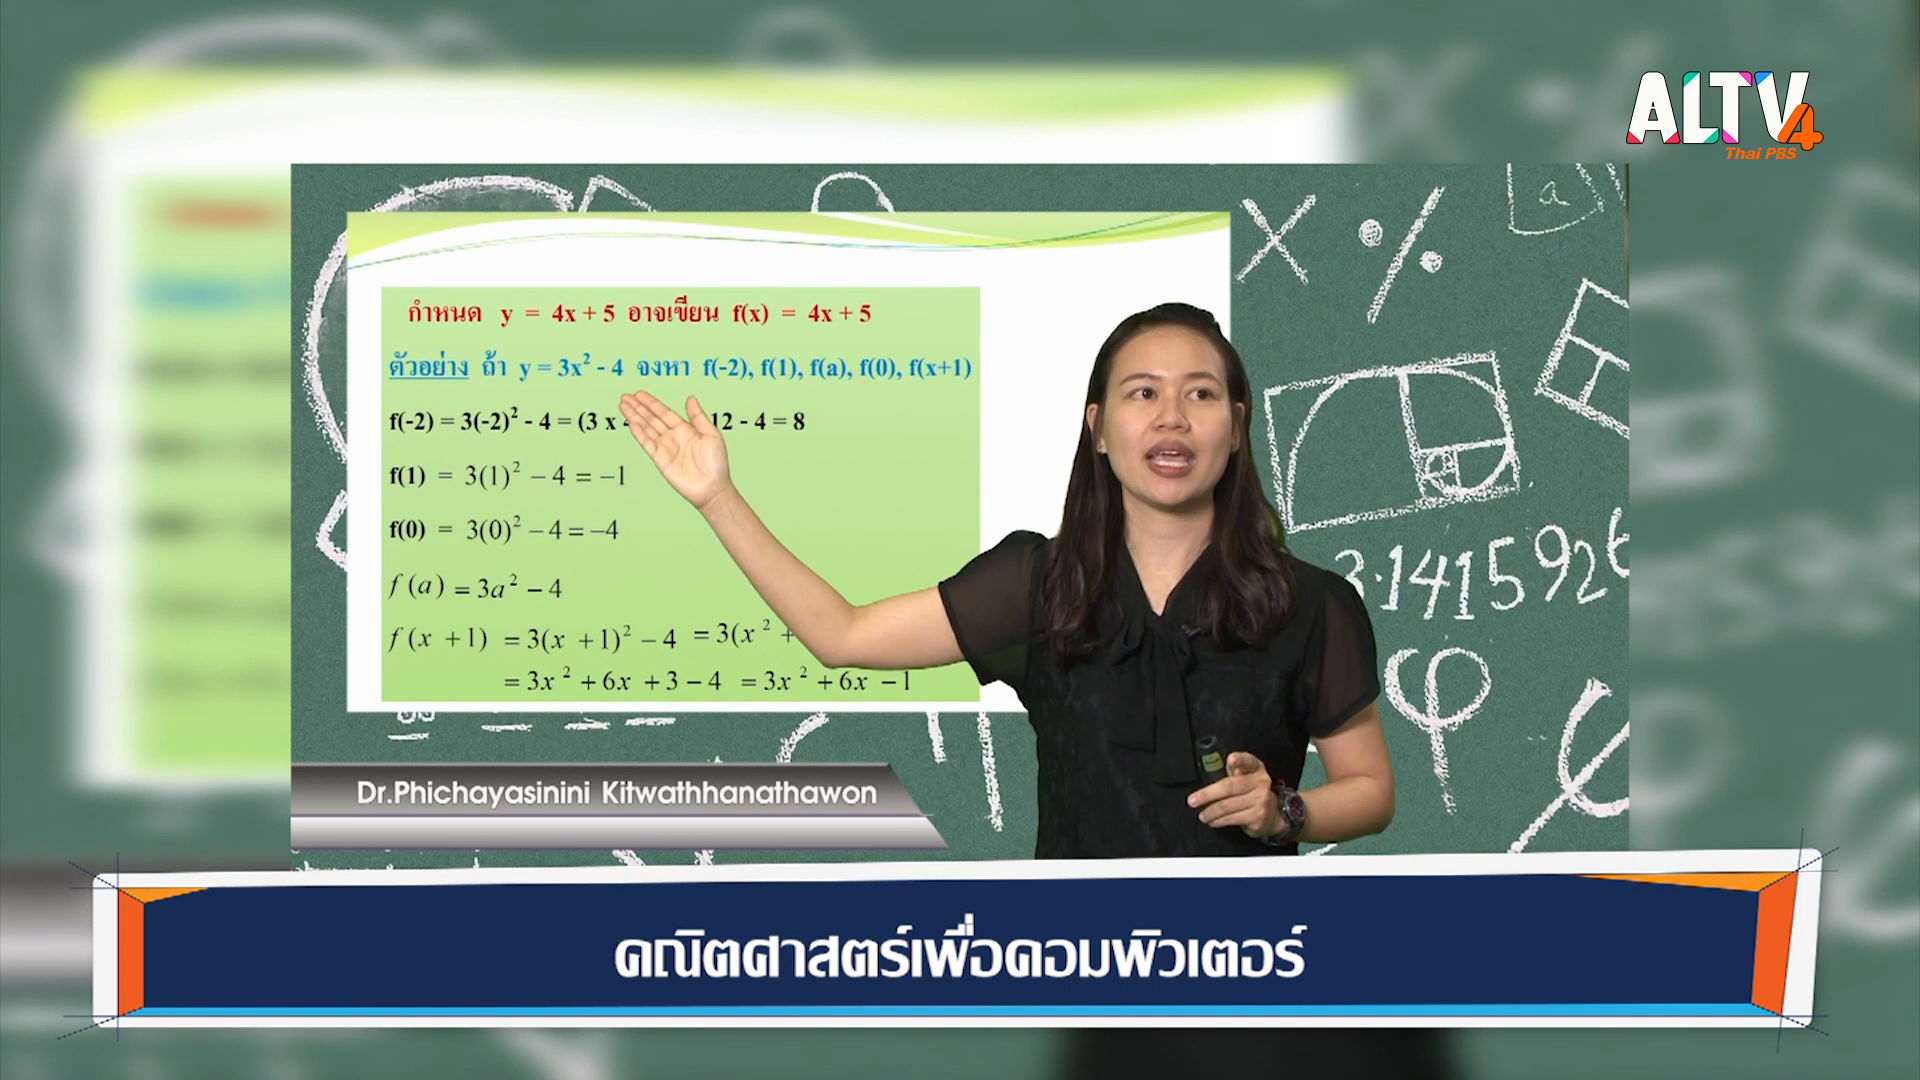 ALTV4
Thai PBS
กำหนด y = 4x + 5 อาจเขียน f(x) = 4x + 5
ตัวอย่าง ถ้า y = 3x² - 4 จงหา f(-2), f(1), f(a), f(0), f(x+1)
f(-2) = 3(-2)² - 4 = (3 x 12 - 4 = 8
f(1) = 3(1)² – 4 = –1
f(0) = 3(0)² – 4 = –4
f (a) = 3a² – 4
f (x +1) = 3(x +1)² – 4 = 3(x² +
= 3x² + 6x + 3 – 4 = 3x² + 6x – 1
X %
a
3.1415926
φ
Dr.Phichayasinini Kitwathhanathawon
คณิตศาสตร์เพื่อคอมพิวเตอร์